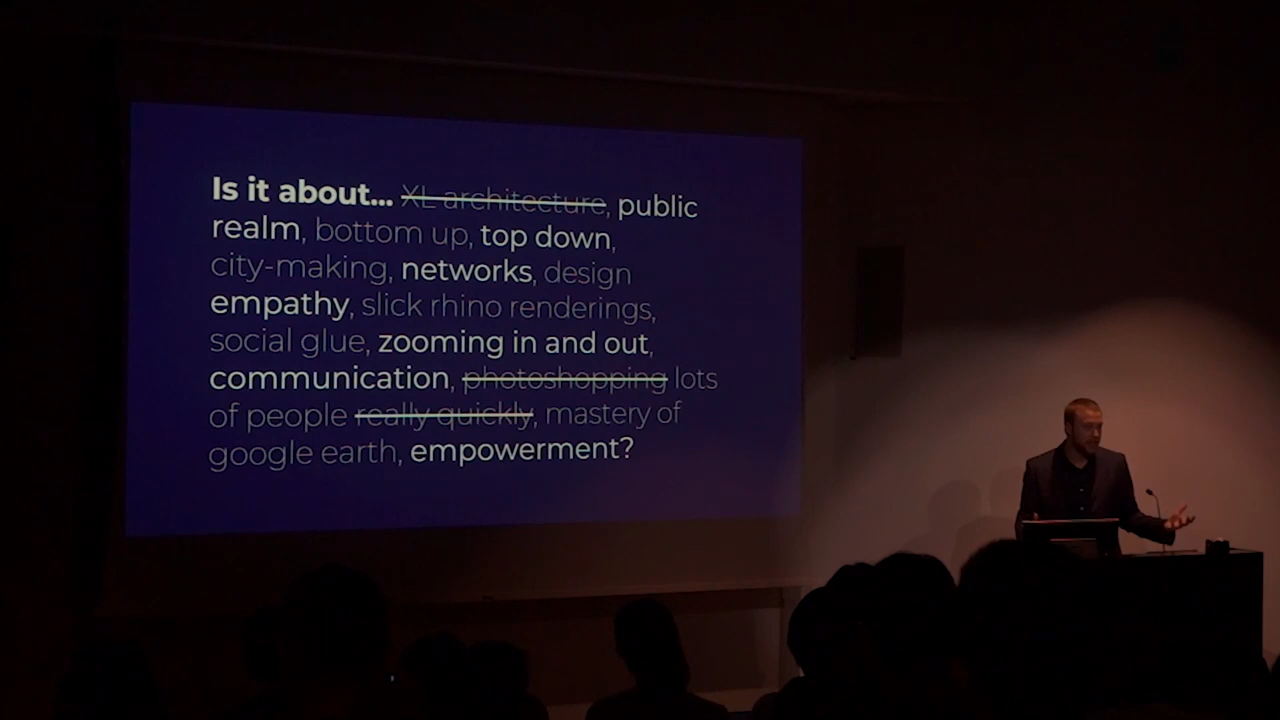 Is it about... XL architecture, public
realm, bottom up, top down,
city-making, networks, design
empathy, slick rhino renderings,
social glue, zooming in and out,
communication, photoshopping lots
of people really quickly, mastery of
google earth, empowerment?